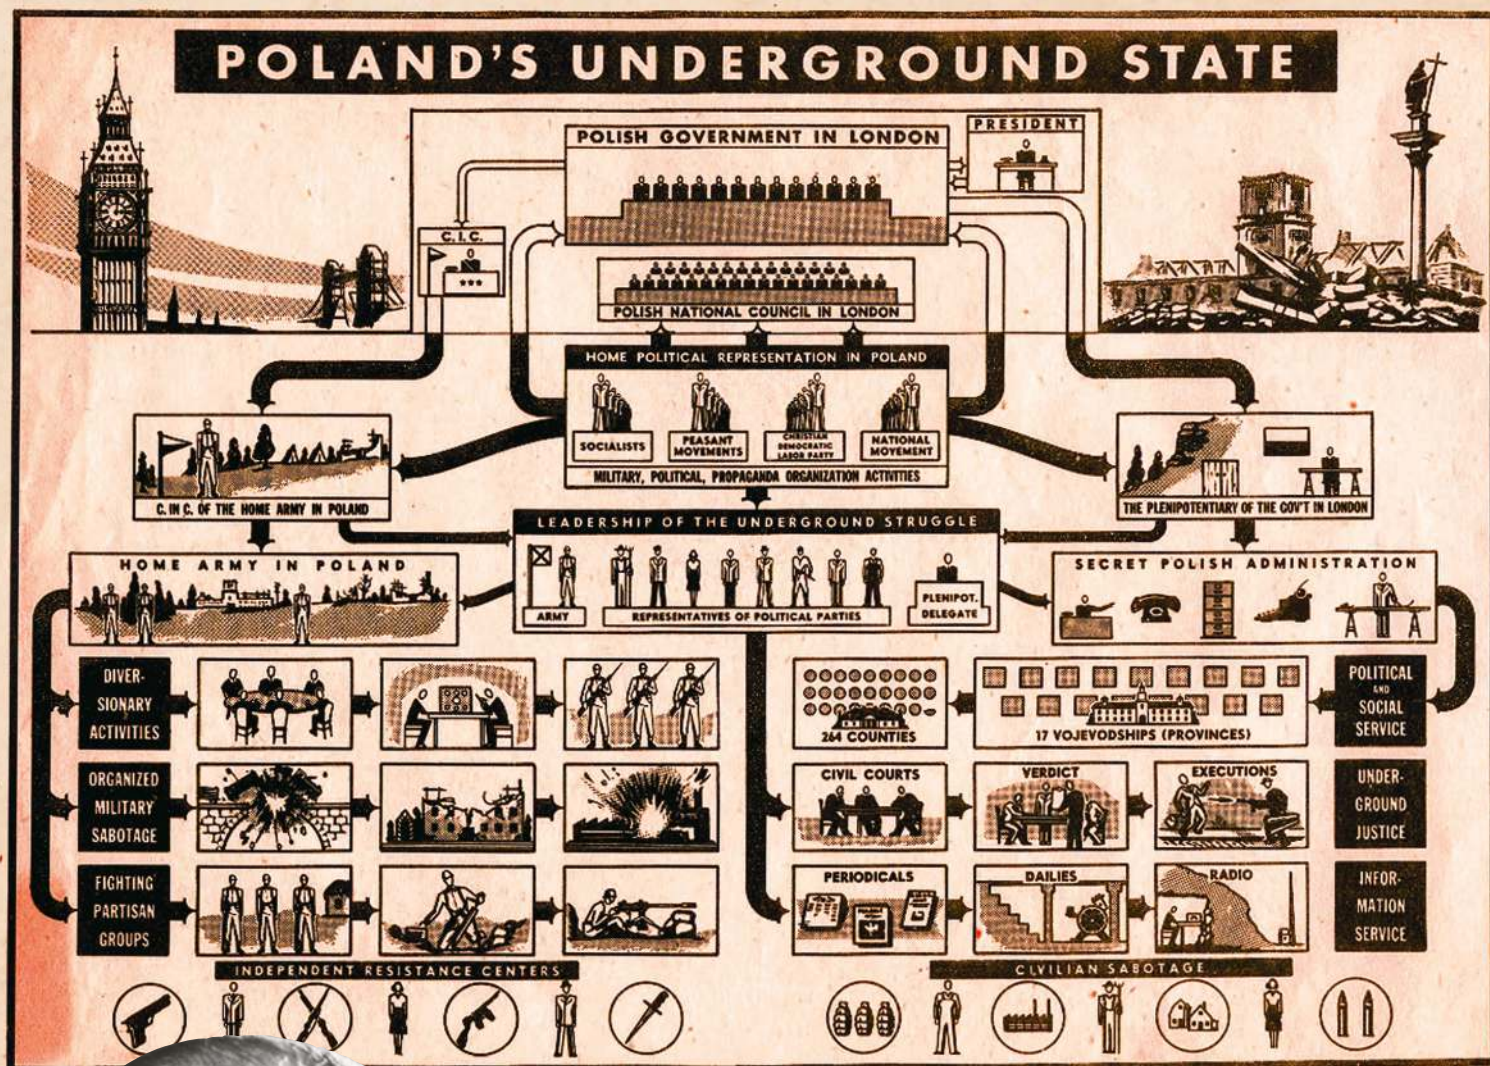 POLAND'S UNDERGROUND STATE
POLISH GOVERNMENT IN LONDON
PRESIDENT
C. I. C.
POLISH NATIONAL COUNCIL IN LONDON
HOME POLITICAL REPRESENTATION IN POLAND
SOCIALISTS
PEASANT
MOVEMENTS
CHRISTIAN
DEMOCRATIC
LABOR PARTY
NATIONAL
MOVEMENT
MILITARY, POLITICAL, PROPAGANDA ORGANIZATION ACTIVITIES
C. IN C. OF THE HOME ARMY IN POLAND
THE PLENIPOTENTIARY OF THE GOV'T IN LONDON
LEADERSHIP OF THE UNDERGROUND STRUGGLE
ARMY
REPRESENTATIVES OF POLITICAL PARTIES
PLENIPOT.
DELEGATE
HOME ARMY IN POLAND
SECRET POLISH ADMINISTRATION
DIVER-
SIONARY
ACTIVITIES
264 COUNTIES
17 VOJEVODSHIPS (PROVINCES)
POLITICAL
AND
SOCIAL
SERVICE
ORGANIZED
MILITARY
SABOTAGE
CIVIL COURTS
VERDICT
EXECUTIONS
UNDER-
GROUND
JUSTICE
FIGHTING
PARTISAN
GROUPS
PERIODICALS
DAILIES
RADIO
INFOR-
MATION
SERVICE
INDEPENDENT RESISTANCE CENTERS
CIVILIAN SABOTAGE